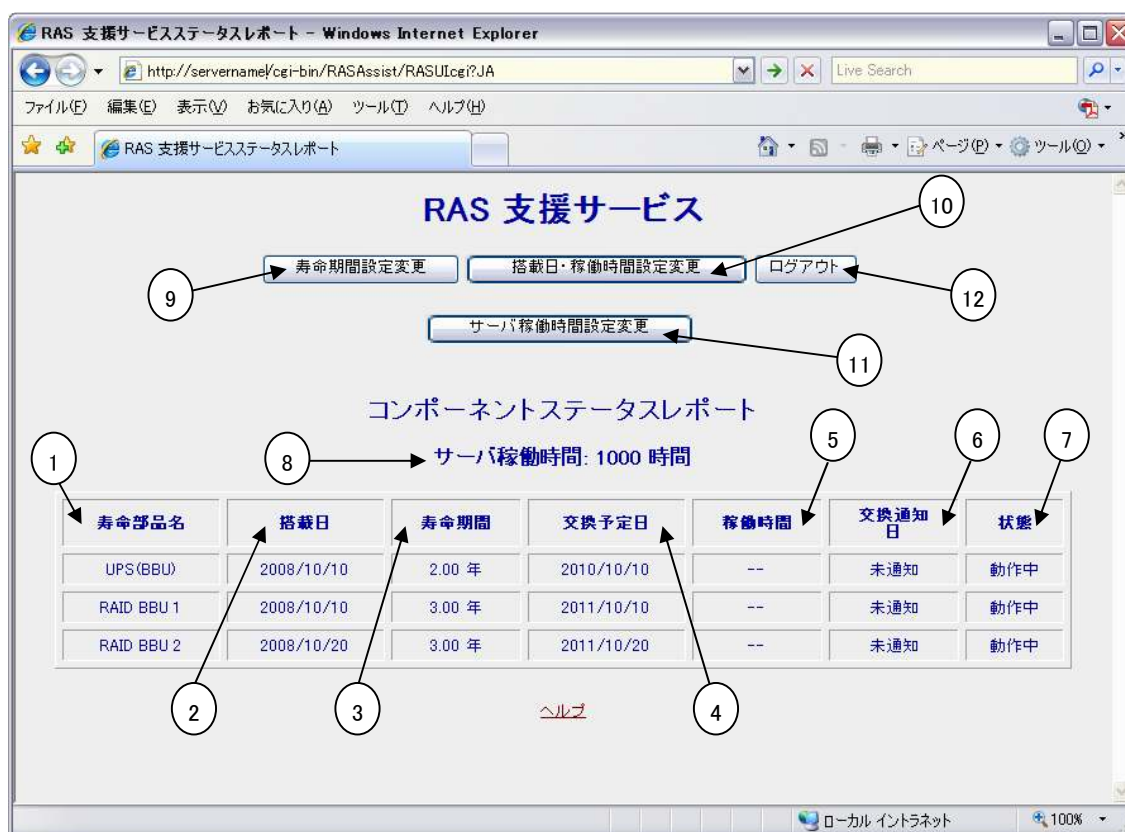 RAS 支援サービスステータスレポート - Windows Internet Explorer
http://servername/cgi-bin/RASAssist/RASUIcgi?JA
Live Search
ファイル(F) 編集(E) 表示(V) お気に入り(A) ツール(T) ヘルプ(H)
RAS 支援サービスステータスレポート
ページ(P) ツール(O)
RAS 支援サービス
10
寿命期間設定変更 搭載日・稼働時間設定変更 ログアウト
9
12
サーバ稼働時間設定変更
11
コンポーネントステータスレポート
1
8
サーバ稼働時間: 1000 時間
5
6
7
寿命部品名 搭載日 寿命期間 交換予定日 稼働時間 交換通知日 状態
UPS(BBU) 2008/10/10 2.00 年 2010/10/10 -- 未通知 動作中
RAID BBU 1 2008/10/10 3.00 年 2011/10/10 -- 未通知 動作中
RAID BBU 2 2008/10/20 3.00 年 2011/10/20 -- 未通知 動作中
2
3
ヘルプ
4
ローカル イントラネット 100%